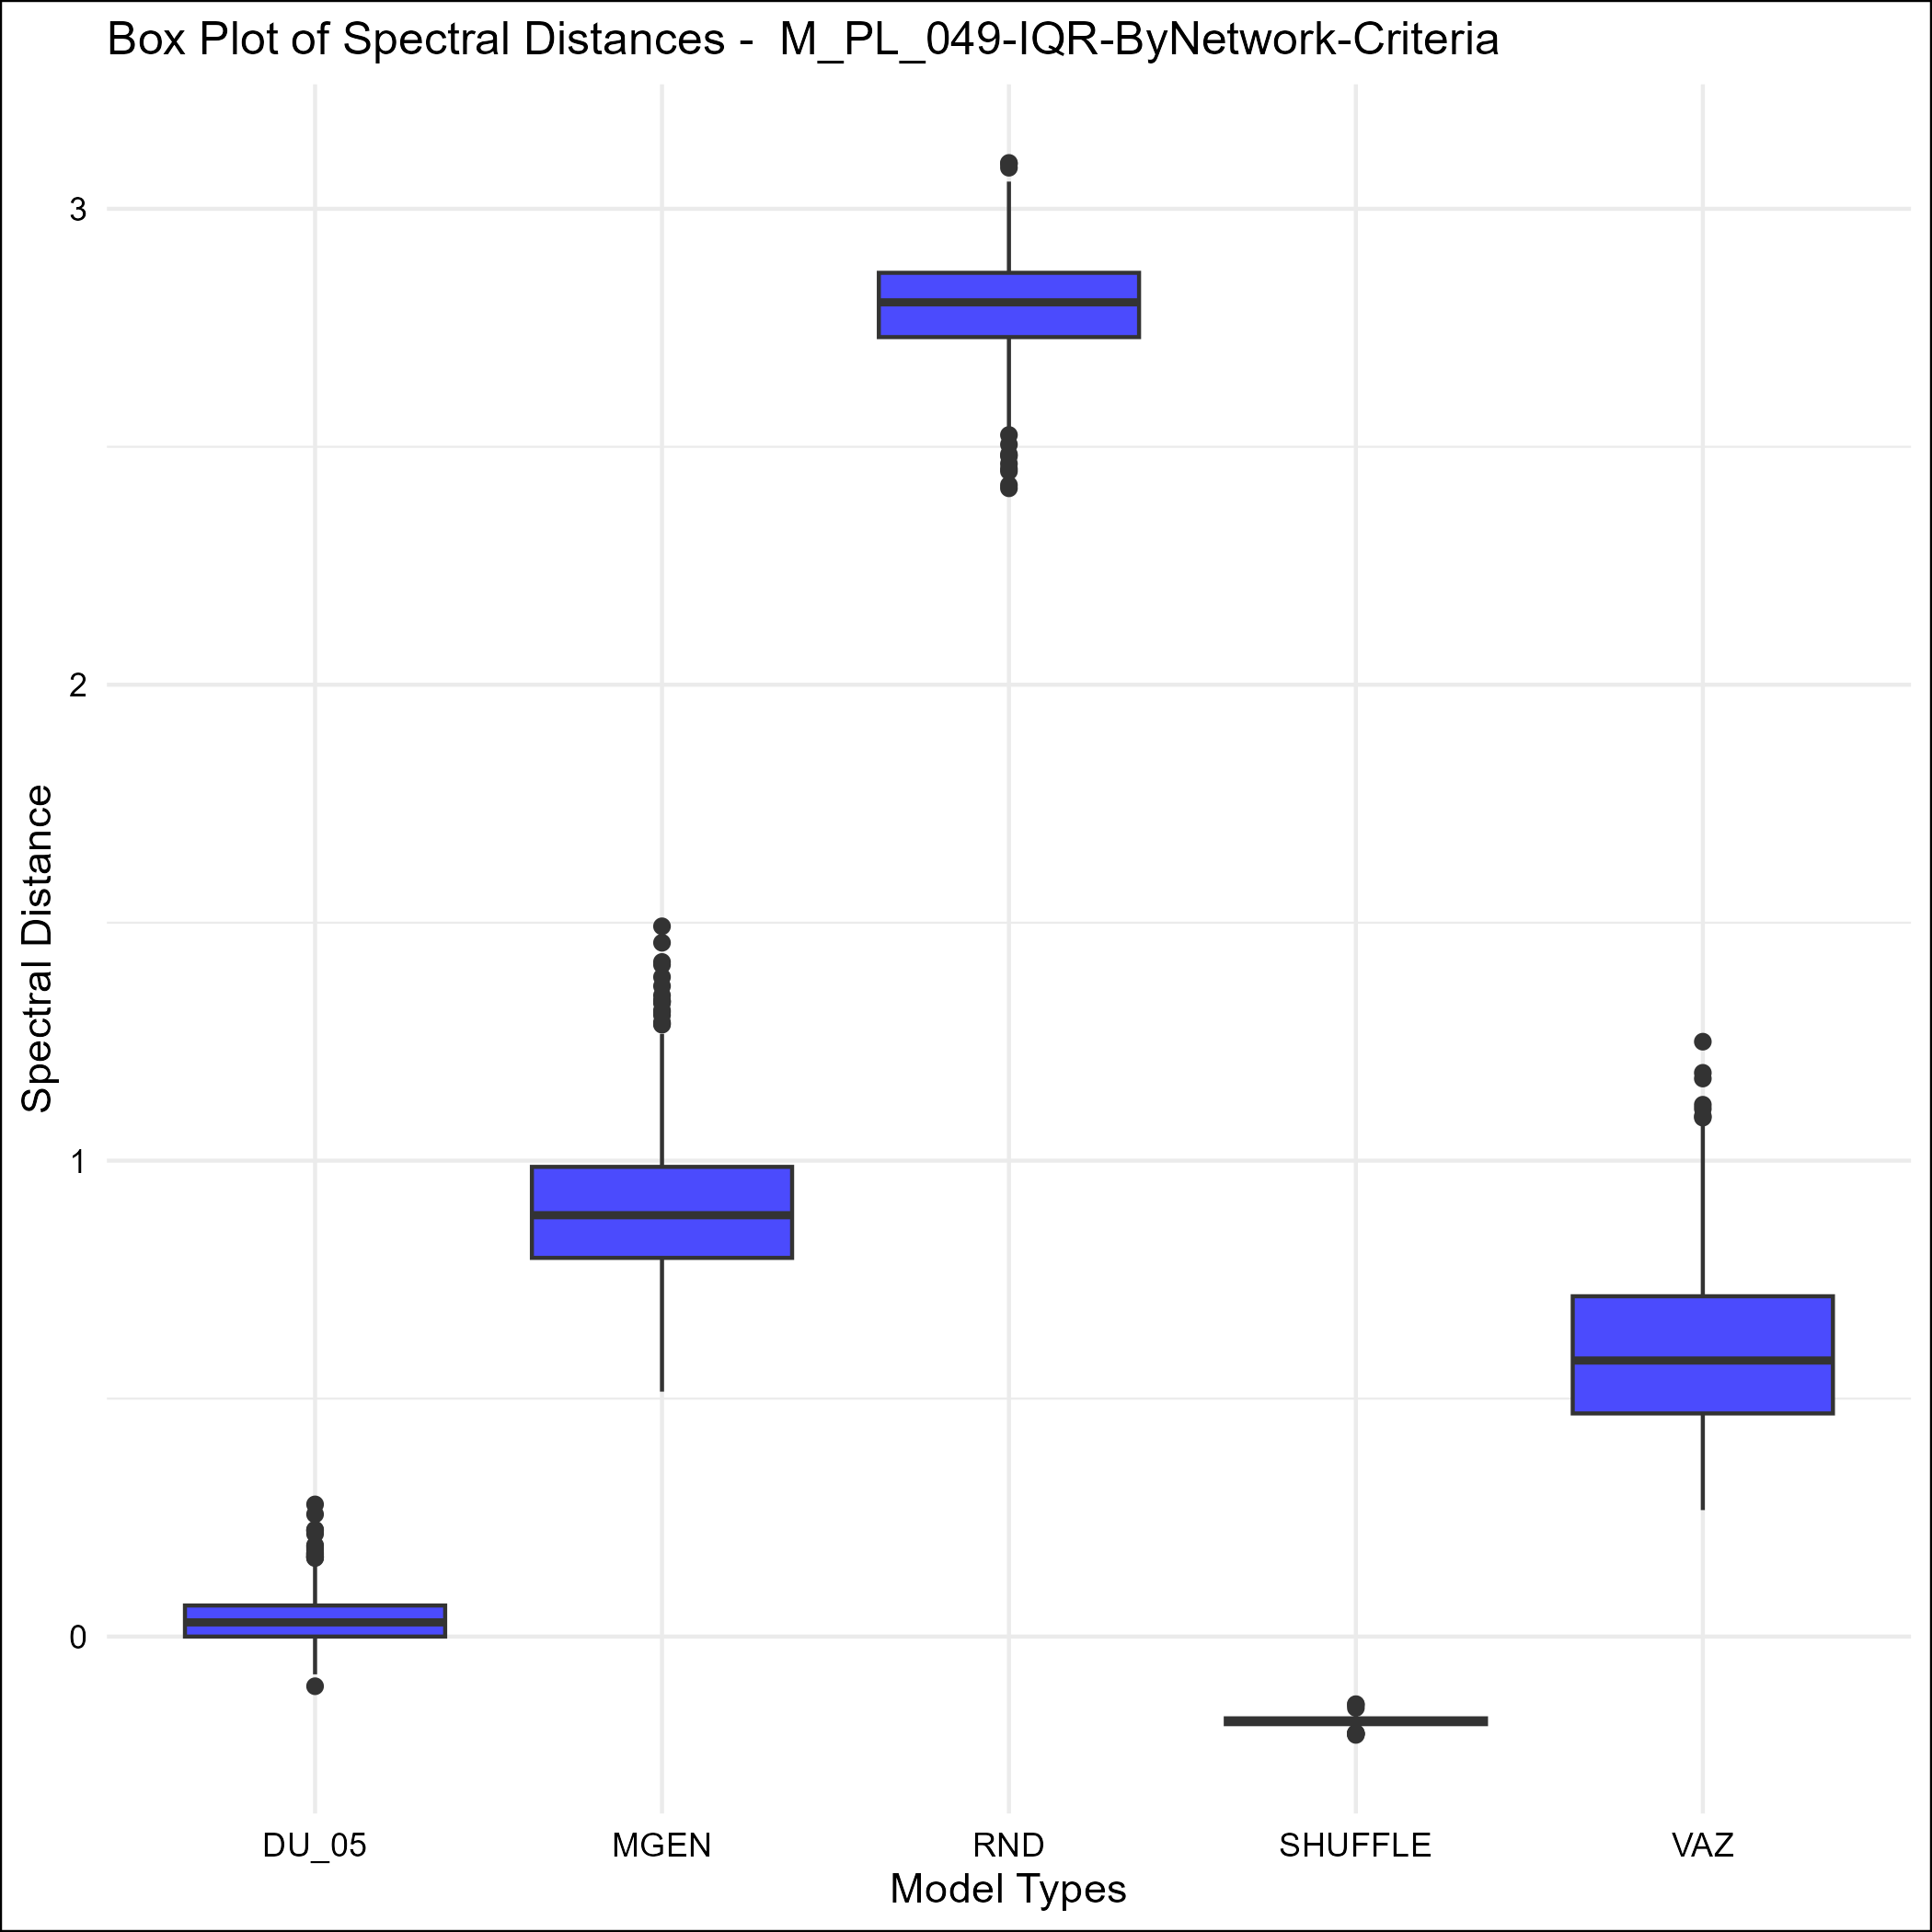 Box Plot of Spectral Distances -  M_PL_049-IQR-ByNetwork-Criteria
Spectral Distance
3
2
1
0
DU_05 MGEN RND SHUFFLE VAZ
Model Types